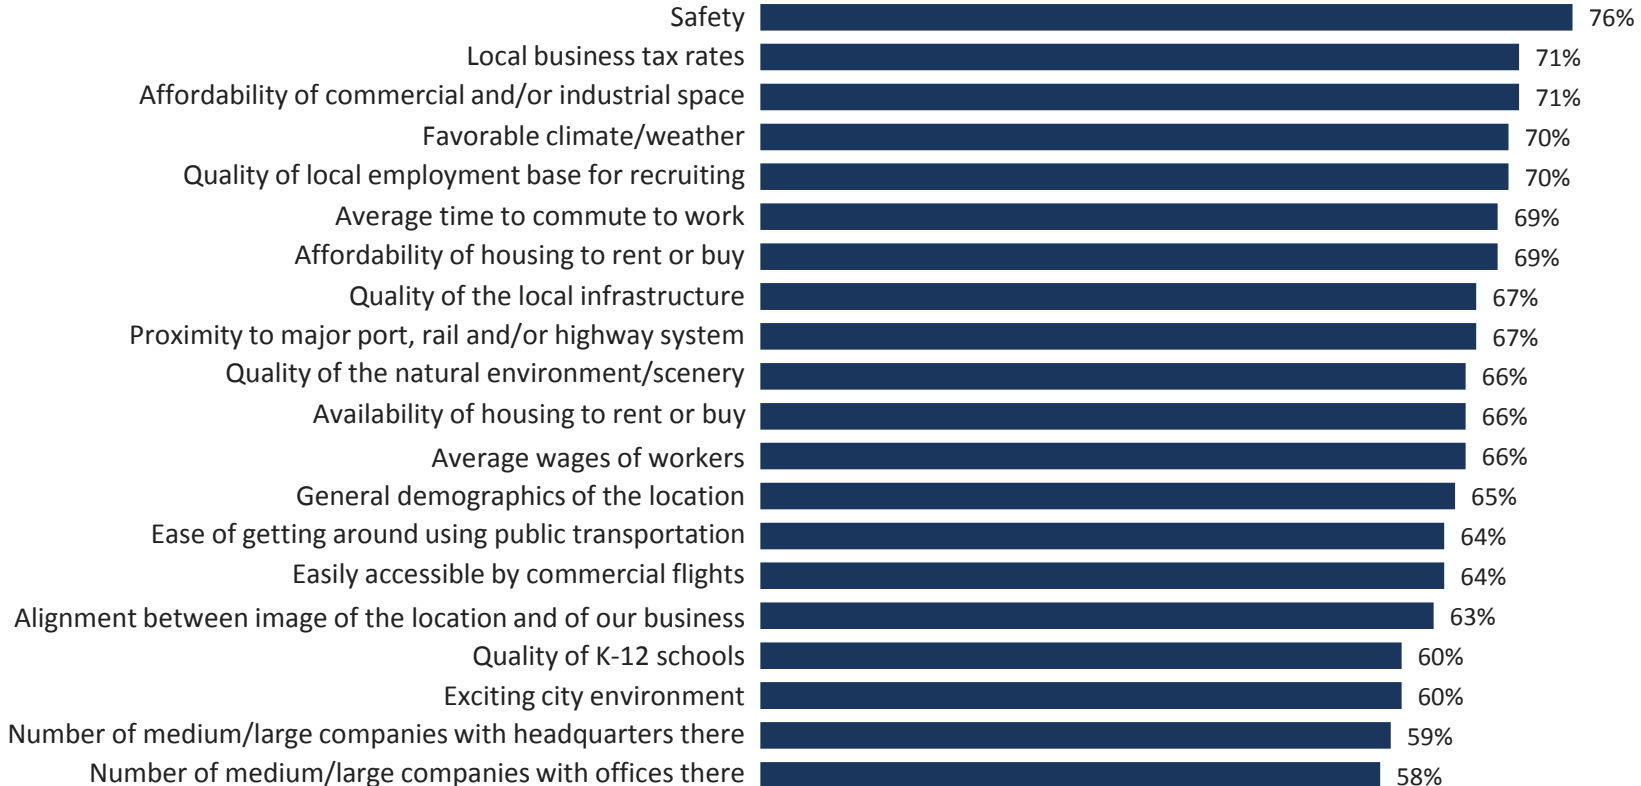 Safety 76%
Local business tax rates 71%
Affordability of commercial and/or industrial space 71%
Favorable climate/weather 70%
Quality of local employment base for recruiting 70%
Average time to commute to work 69%
Affordability of housing to rent or buy 69%
Quality of the local infrastructure 67%
Proximity to major port, rail and/or highway system 67%
Quality of the natural environment/scenery 66%
Availability of housing to rent or buy 66%
Average wages of workers 66%
General demographics of the location 65%
Ease of getting around using public transportation 64%
Easily accessible by commercial flights 64%
Alignment between image of the location and of our business 63%
Quality of K-12 schools 60%
Exciting city environment 60%
Number of medium/large companies with headquarters there 59%
Number of medium/large companies with offices there 58%